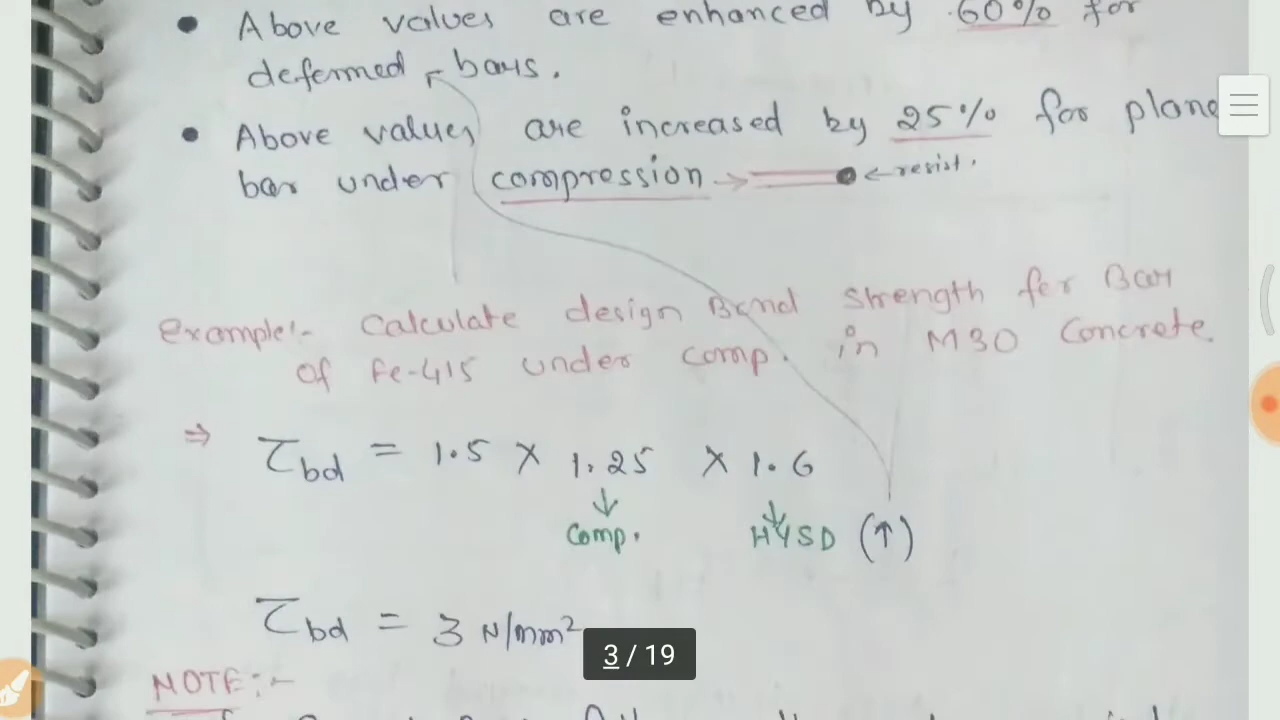 • Above values are enhanced by 60% for
deformed bars.
• Above values are increased by 25% for plane
bar under compression → ← resist.
Example:- Calculate design Bond strength for Bar
of Fe-415 under comp. in M30 Concrete.
⇒ τbd = 1.5 × 1.25 × 1.6
↓ ↓
Comp. HYSD (↑)
τbd = 3 N/mm²
3 / 19
NOTE:-